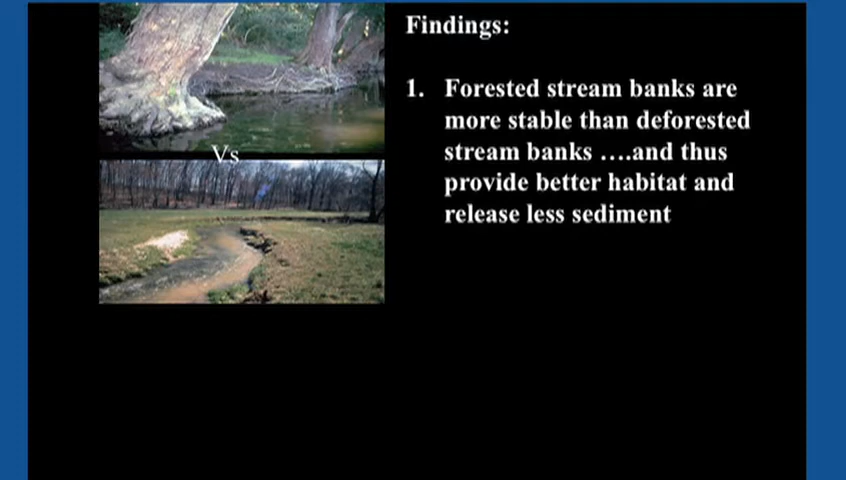 Findings:
1. Forested stream banks are
more stable than deforested
stream banks ....and thus
provide better habitat and
release less sediment
Vs